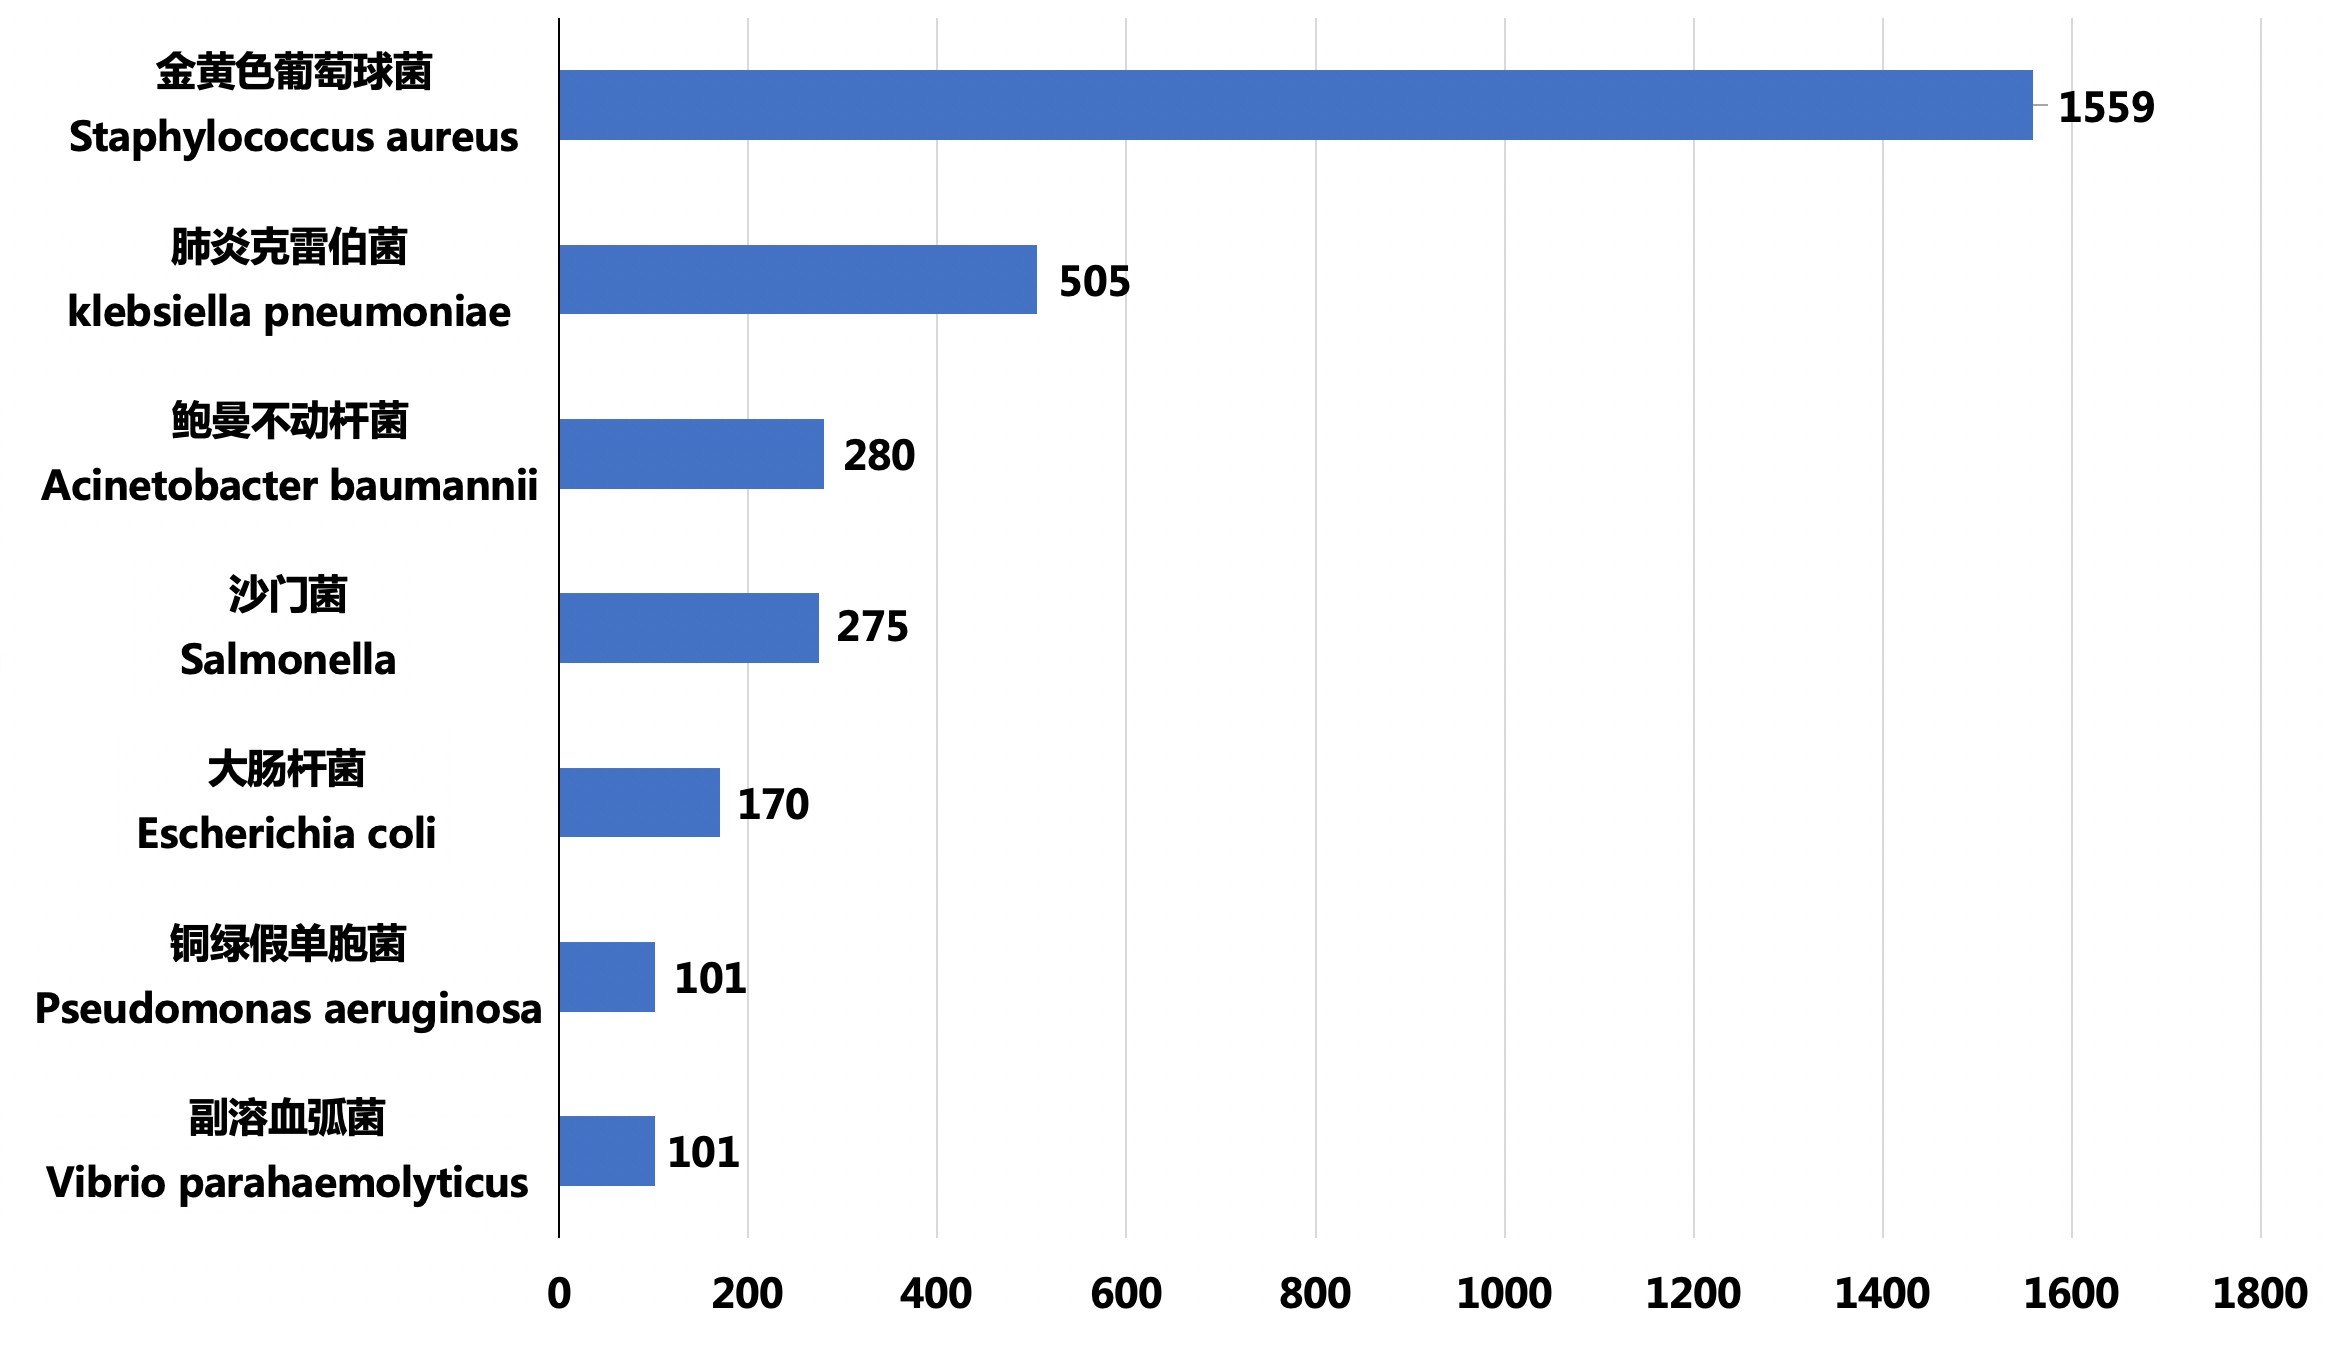 金黄色葡萄球菌
Staphylococcus aureus
1559
肺炎克雷伯菌
klebsiella pneumoniae
505
鲍曼不动杆菌
Acinetobacter baumannii
280
沙门菌
Salmonella
275
大肠杆菌
Escherichia coli
170
铜绿假单胞菌
Pseudomonas aeruginosa
101
副溶血弧菌
Vibrio parahaemolyticus
101
0 200 400 600 800 1000 1200 1400 1600 1800